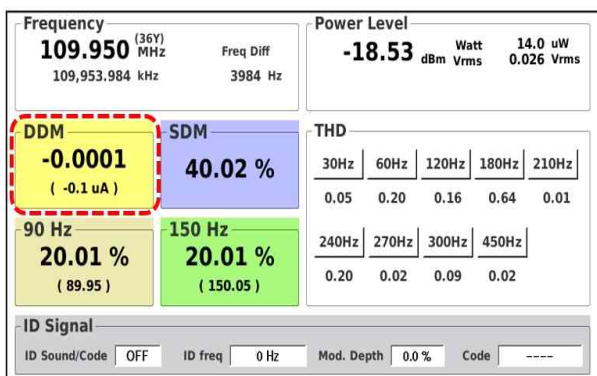 Frequency
109.950 (36Y) MHz Freq Diff
109,953.984 kHz 3984 Hz
Power Level
-18.53 dBm Watt 14.0 uW
Vrms 0.026 Vrms
DDM
-0.0001
( -0.1 uA )
SDM
40.02 %
THD
30Hz 60Hz 120Hz 180Hz 210Hz
0.05 0.20 0.16 0.64 0.01
240Hz 270Hz 300Hz 450Hz
0.20 0.02 0.09 0.02
90 Hz
20.01 %
( 89.95 )
150 Hz
20.01 %
( 150.05 )
ID Signal
ID Sound/Code OFF ID freq 0 Hz Mod. Depth 0.0 % Code ----